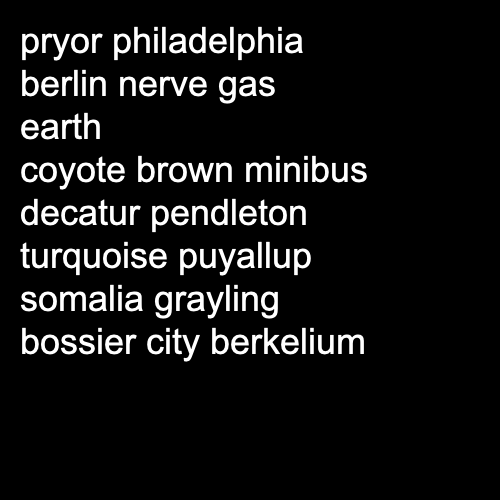 pryor philadelphia
berlin nerve gas
earth
coyote brown minibus
decatur pendleton
turquoise puyallup
somalia grayling
bossier city berkelium